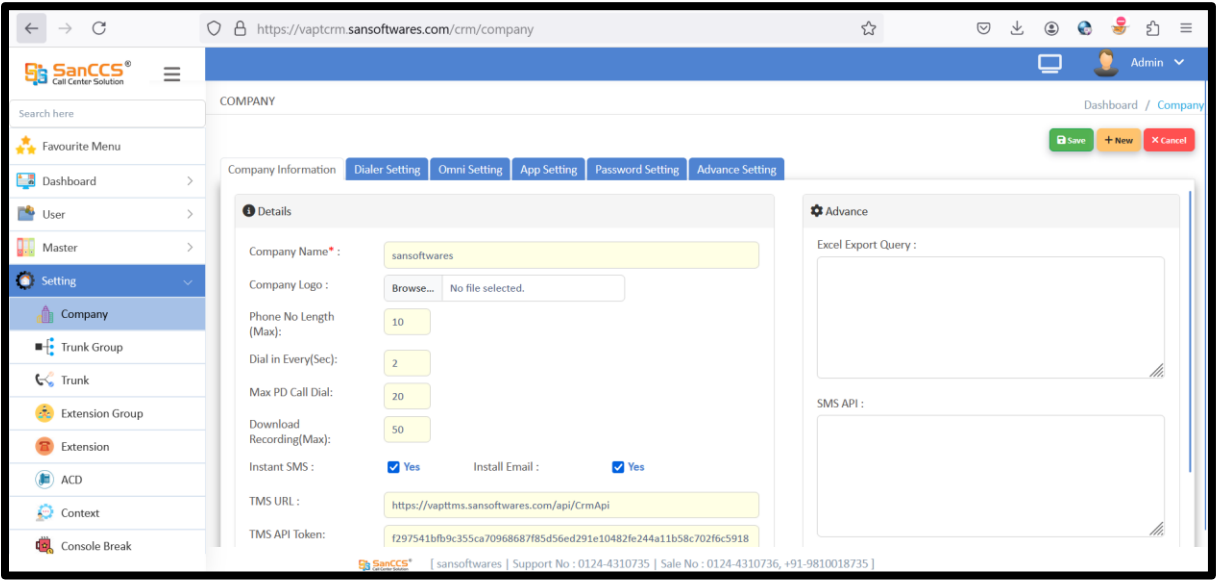 https://vaptcrm.sansoftwares.com/crm/company
SanCCS®
Call Center Solution
Admin
Search here
COMPANY
Dashboard / Company
Save
+ New
X Cancel
Favourite Menu
Dashboard
User
Master
Setting
Company
Trunk Group
Trunk
Extension Group
Extension
ACD
Context
Console Break
Company Information
Dialer Setting
Omni Setting
App Setting
Password Setting
Advance Setting
Details
Company Name* :
sansoftwares
Company Logo :
Browse... No file selected.
Phone No Length
(Max):
10
Dial in Every(Sec):
2
Max PD Call Dial:
20
Download
Recording(Max):
50
Instant SMS :
Yes
Install Email :
Yes
TMS URL :
https://vapttms.sansoftwares.com/api/CrmApi
TMS API Token:
f297541bfb9c355ca70968687f85d56ed291e10482fe244a11b58c702f6c5918
Advance
Excel Export Query :
SMS API :
SanCCS®
Call Center Solution
[ sansoftwares | Support No : 0124-4310735 | Sale No : 0124-4310736, +91-9810018735 ]